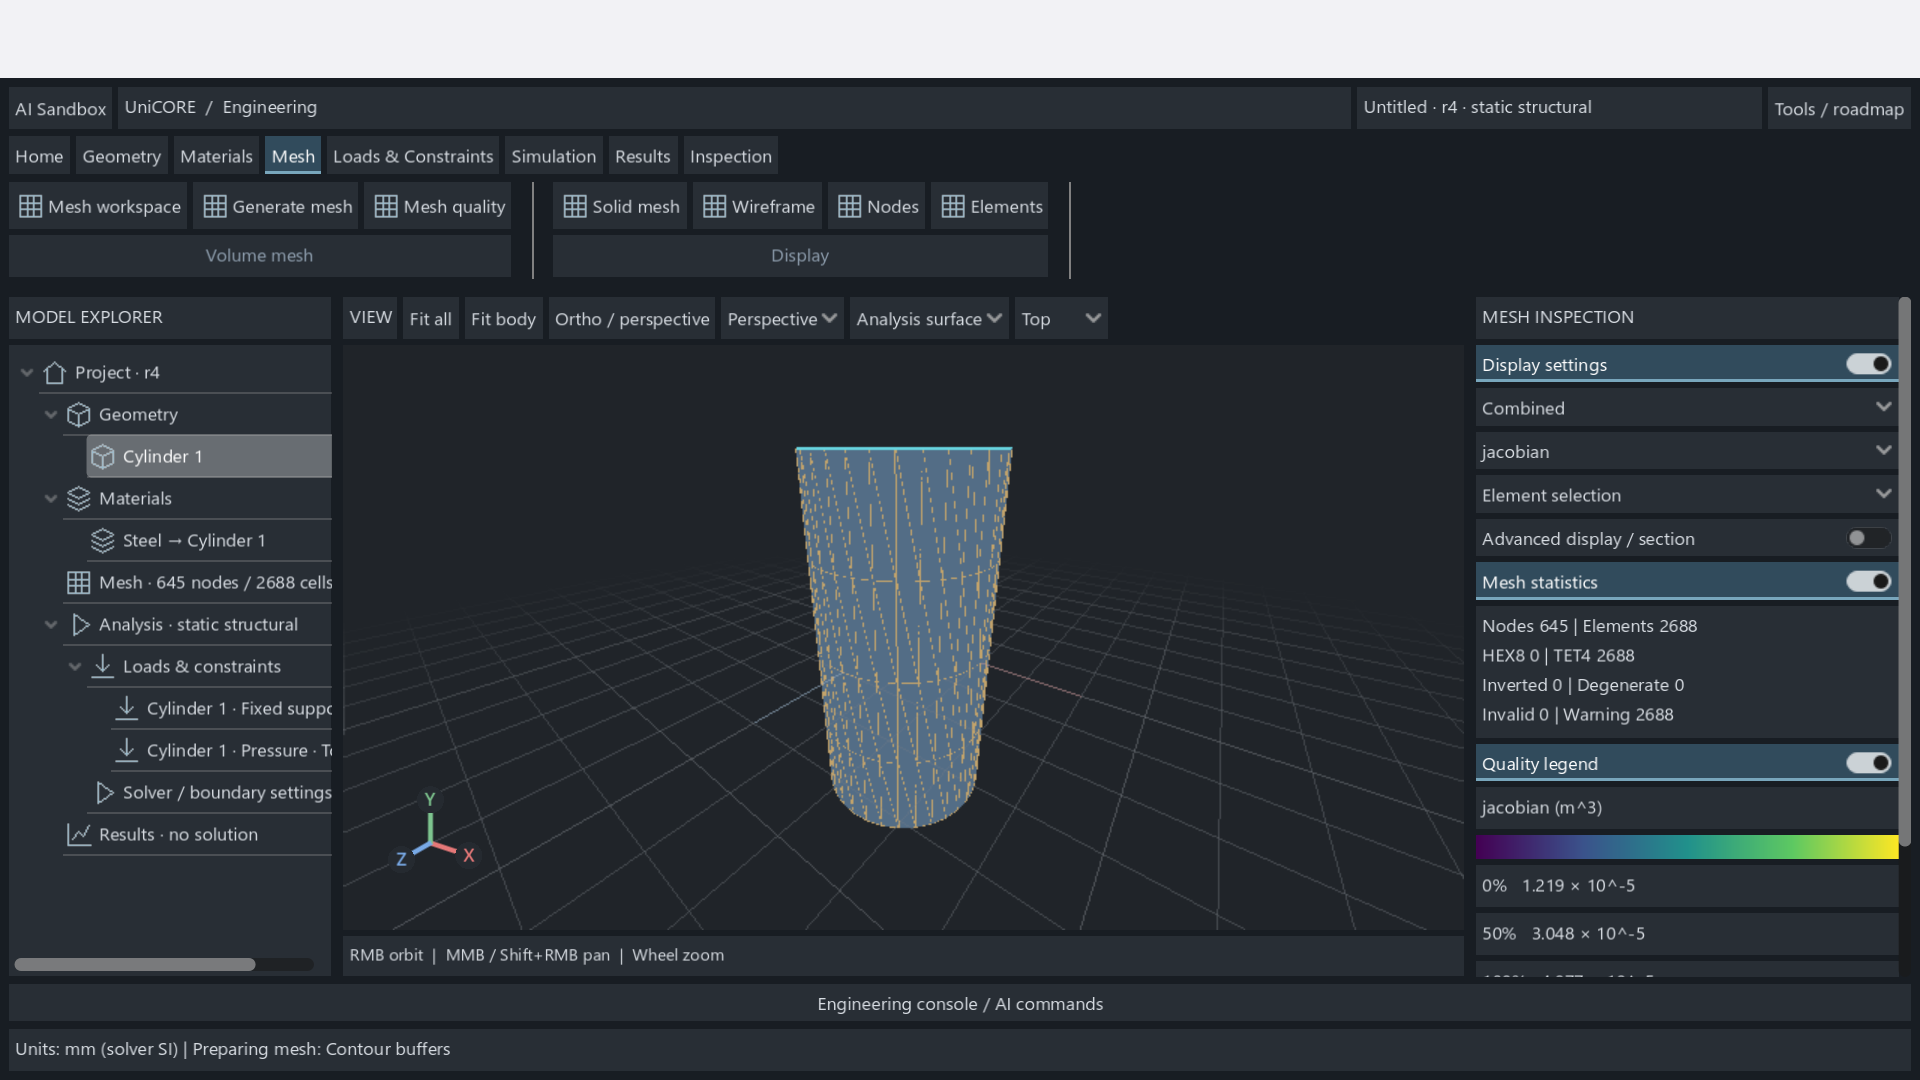 AI Sandbox
UniCORE / Engineering
Untitled · r4 · static structural
Tools / roadmap
Home
Geometry
Materials
Mesh
Loads & Constraints
Simulation
Results
Inspection
Mesh workspace
Generate mesh
Mesh quality
Solid mesh
Wireframe
Nodes
Elements
Volume mesh
Display
MODEL EXPLORER
Project · r4
Geometry
Cylinder 1
Materials
Steel → Cylinder 1
Mesh · 645 nodes / 2688 cells
Analysis · static structural
Loads & constraints
Cylinder 1 · Fixed suppo
Cylinder 1 · Pressure · To
Solver / boundary settings
Results · no solution
VIEW
Fit all
Fit body
Ortho / perspective
Perspective
Analysis surface
Top
Y
Z
X
RMB orbit | MMB / Shift+RMB pan | Wheel zoom
MESH INSPECTION
Display settings
Combined
jacobian
Element selection
Advanced display / section
Mesh statistics
Nodes 645 | Elements 2688
HEX8 0 | TET4 2688
Inverted 0 | Degenerate 0
Invalid 0 | Warning 2688
Quality legend
jacobian (m^3)
0% 1.219 × 10^-5
50% 3.048 × 10^-5
Engineering console / AI commands
Units: mm (solver SI) | Preparing mesh: Contour buffers